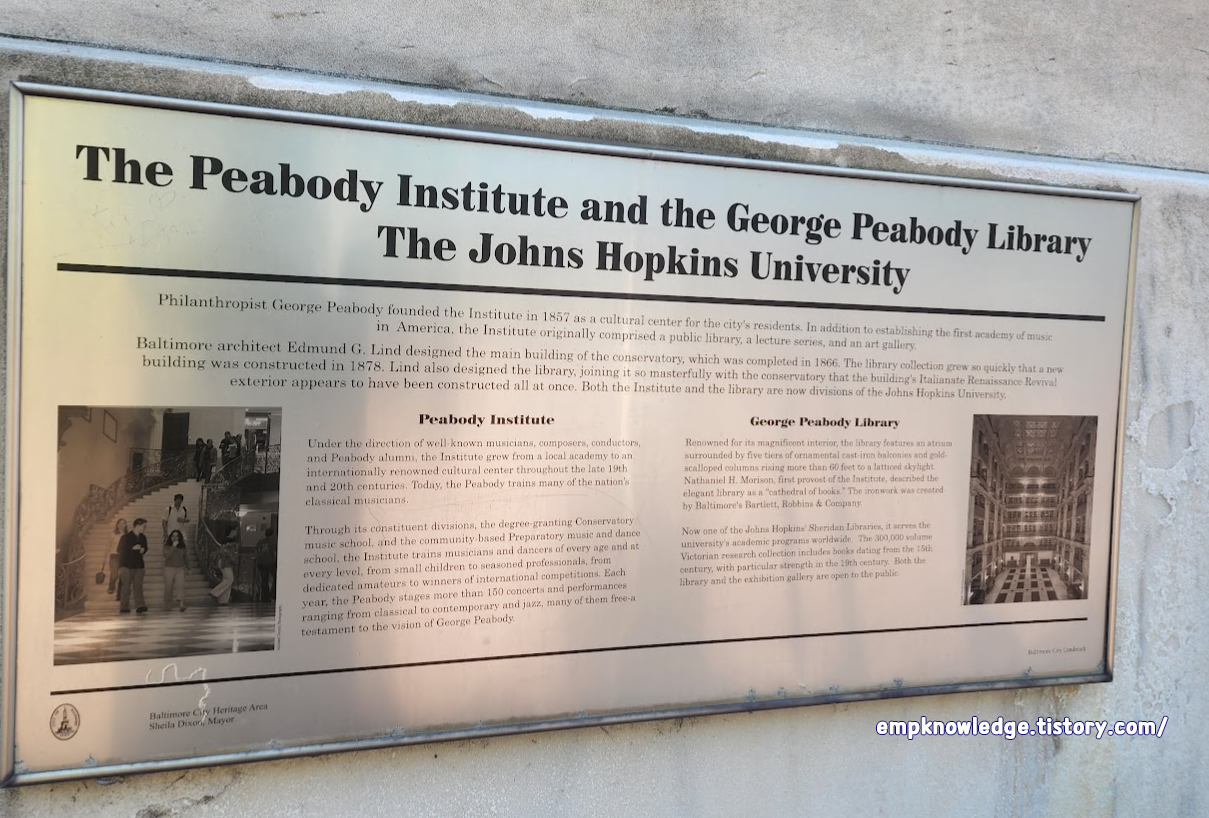 The Peabody Institute and the George Peabody Library
The Johns Hopkins University
Philanthropist George Peabody founded the Institute in 1857 as a cultural center for the city's residents. In addition to establishing the first academy of music
in America, the Institute originally comprised a public library, a lecture series, and an art gallery.
Baltimore architect Edmund G. Lind designed the main building of the conservatory, which was completed in 1866. The library collection grew so quickly that a new
building was constructed in 1878. Lind also designed the library, joining it so masterfully with the conservatory that the building's Italianate Renaissance Revival
exterior appears to have been constructed all at once. Both the Institute and the library are now divisions of the Johns Hopkins University.
Peabody Institute
Under the direction of well-known musicians, composers, conductors,
and Peabody alumni, the Institute grew from a local academy to an
internationally renowned cultural center throughout the late 19th
and 20th centuries. Today, the Peabody trains many of the nation's
classical musicians.
Through its constituent divisions, the degree-granting Conservatory
music school, and the community-based Preparatory music and dance
school, the Institute trains musicians and dancers of every age and at
every level, from small children to seasoned professionals, from
dedicated amateurs to winners of international competitions. Each
year, the Peabody stages more than 150 concerts and performances
ranging from classical to contemporary and jazz, many of them free-a
testament to the vision of George Peabody.
George Peabody Library
Renowned for its magnificent interior, the library features an atrium
surrounded by five tiers of ornamental cast-iron balconies and gold-
scalloped columns rising more than 60 feet to a latticed skylight.
Nathaniel H. Morison, first provost of the Institute, described the
elegant library as a "cathedral of books." The ironwork was created
by Baltimore's Bartlett, Robbins & Company.
Now one of the Johns Hopkins' Sheridan Libraries, it serves the
university's academic programs worldwide. The 300,000 volume
Victorian research collection includes books dating from the 15th
century, with particular strength in the 19th century. Both the
library and the exhibition gallery are open to the public.
Baltimore City Landmark
Baltimore City Heritage Area
Sheila Dixon, Mayor
empknowledge.tistory.com/